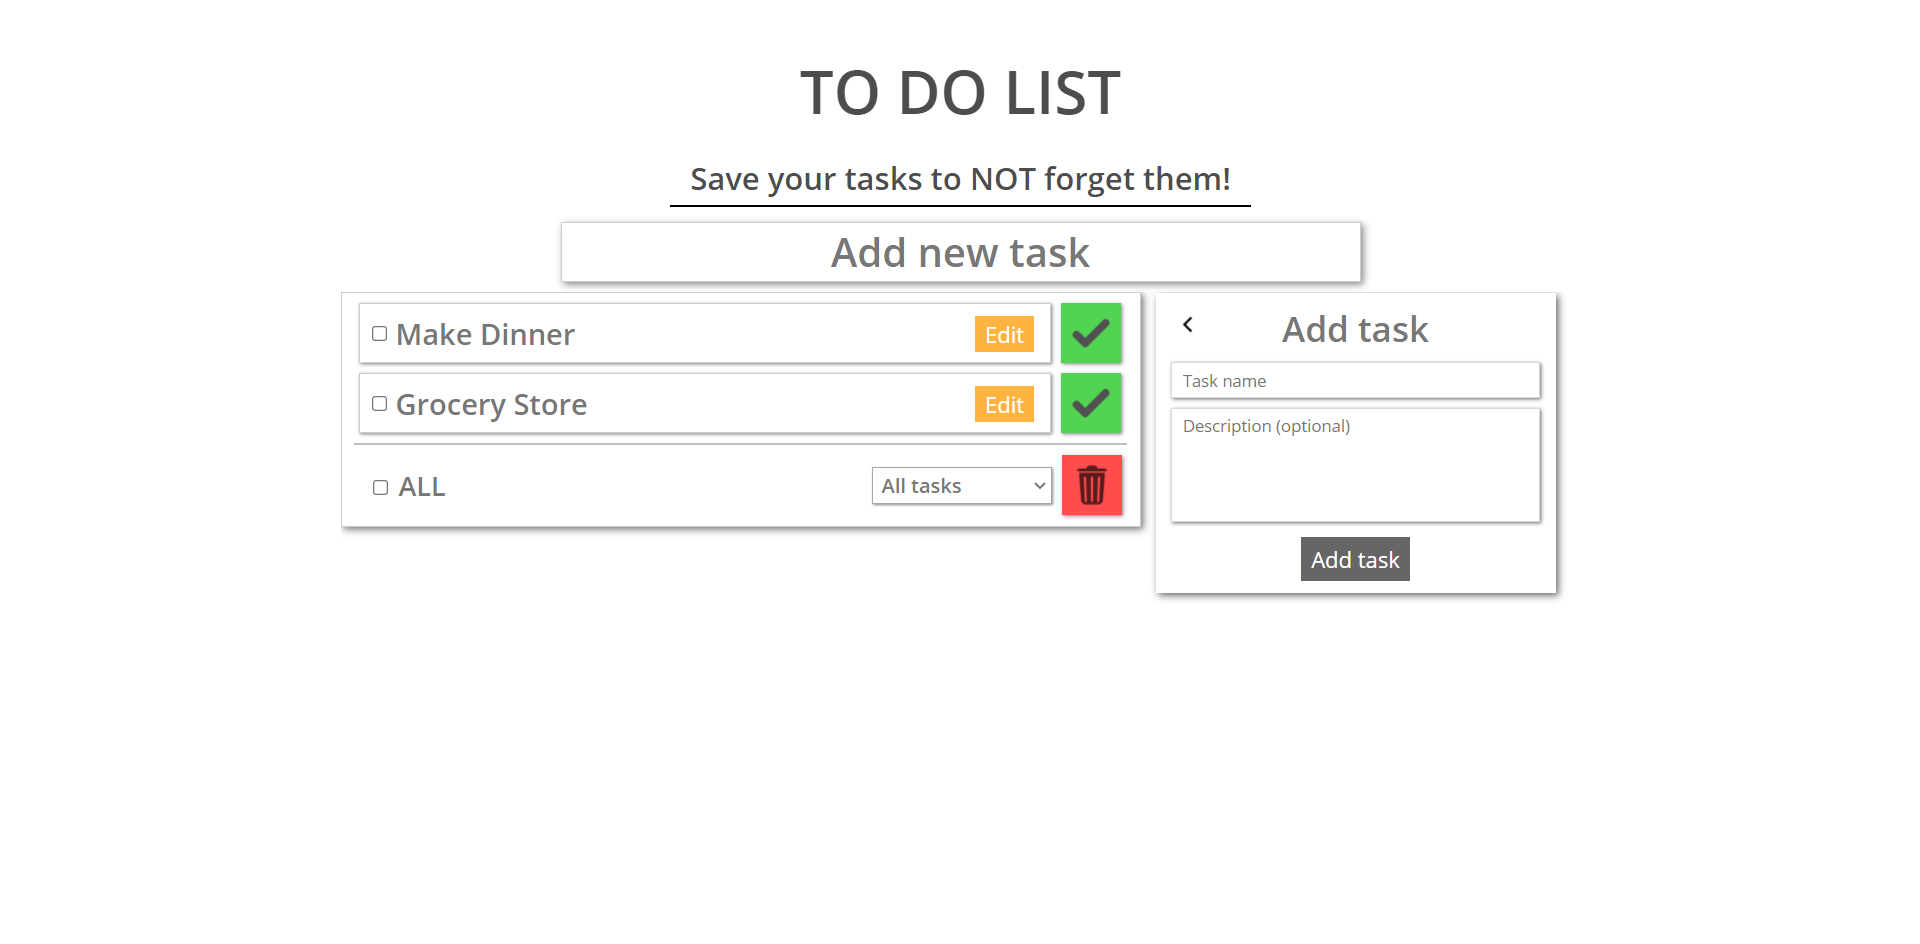 TO DO LIST
Save your tasks to NOT forget them!
Add new task
Make Dinner
Edit
Grocery Store
Edit
ALL
All tasks
Add task
Task name
Description (optional)
Add task